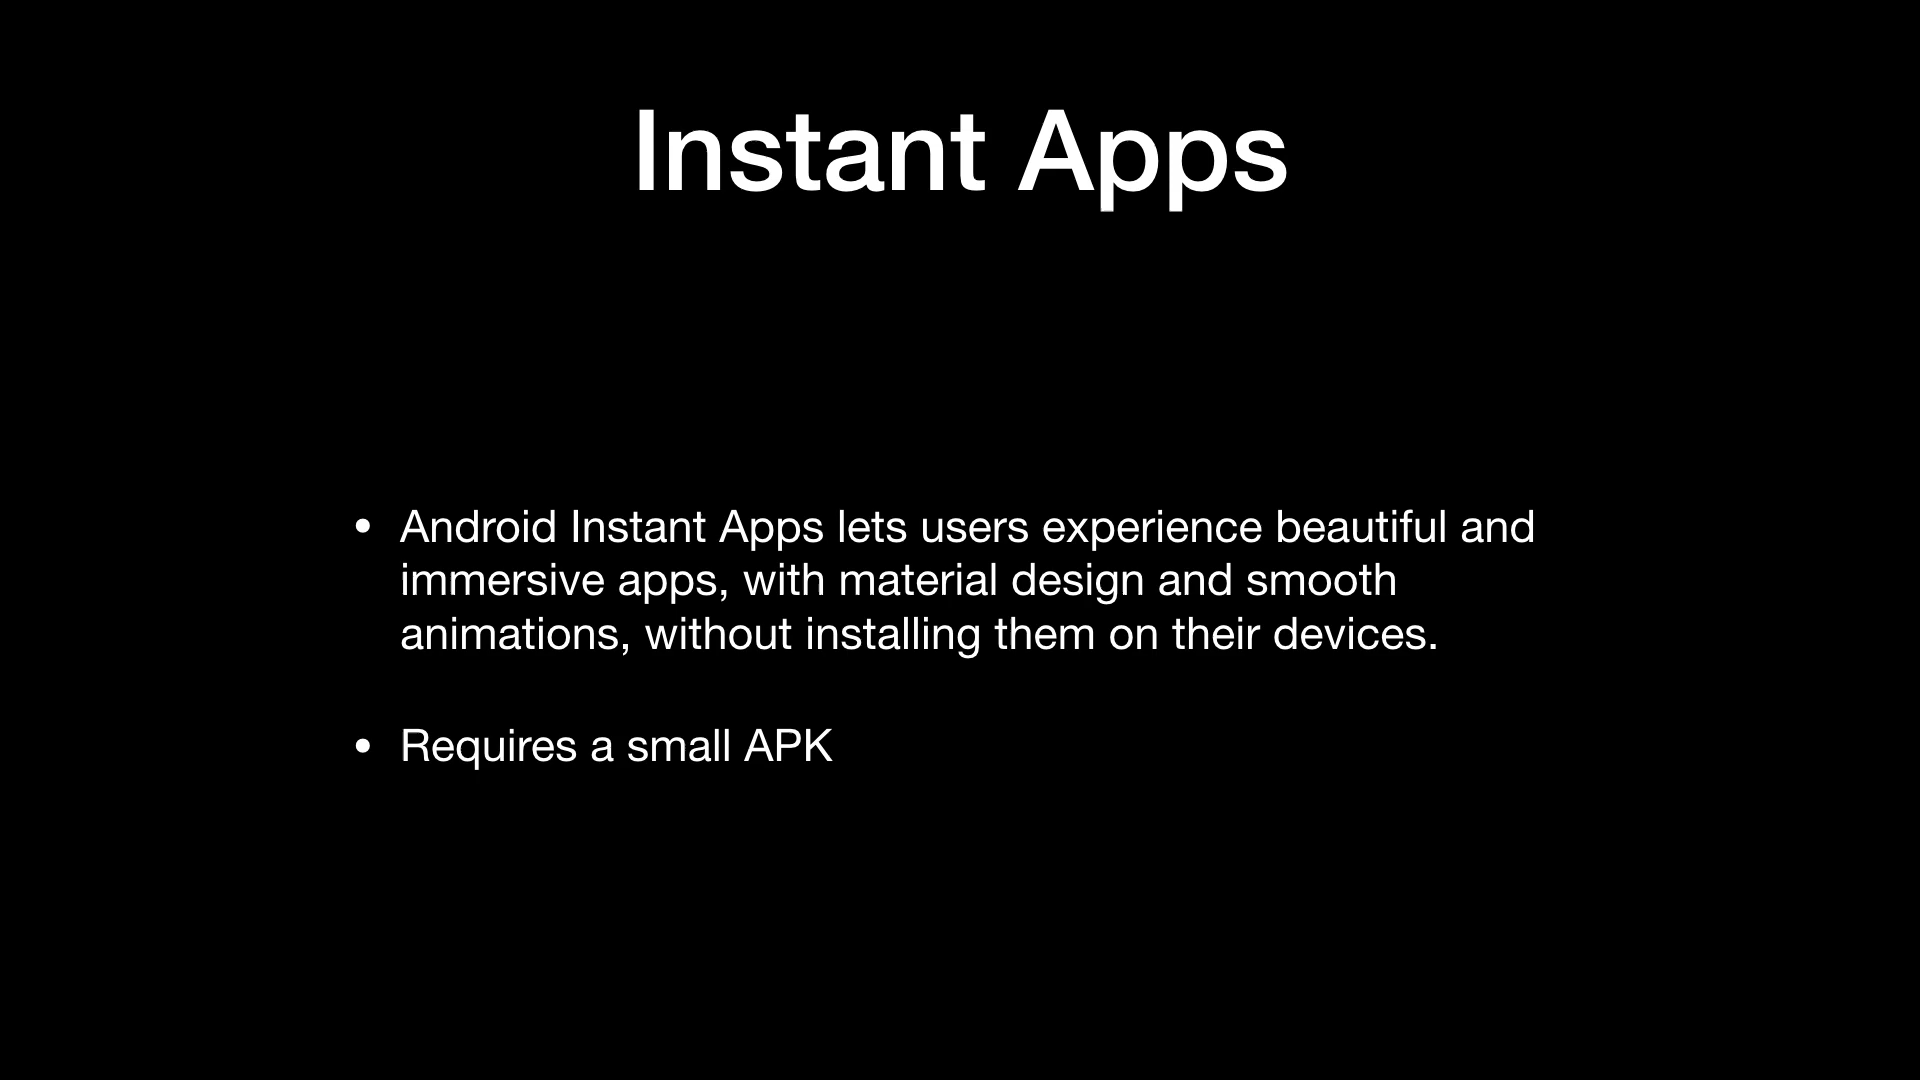 Instant Apps
• Android Instant Apps lets users experience beautiful and
immersive apps, with material design and smooth
animations, without installing them on their devices.
• Requires a small APK